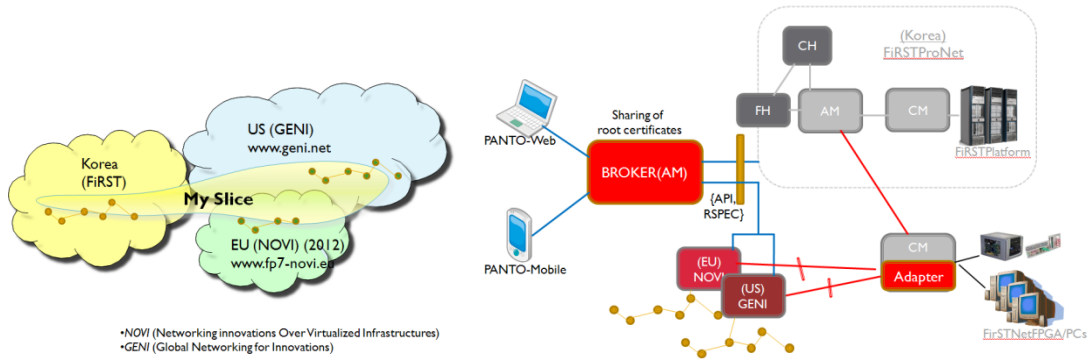 US (GENI)
www.geni.net
Korea
(FiRST)
My Slice
EU (NOVI) (2012)
www.fp7-novi.eu
•NOVI (Networking innovations Over Virtualized Infrastructures)
•GENI (Global Networking for Innovations)
PANTO-Web
PANTO-Mobile
Sharing of
root certificates
BROKER(AM)
{API,
RSPEC}
(Korea)
FiRSTProNet
CH
FH
AM
CM
FiRSTPlatform
(EU)
NOVI
(US)
GENI
CM
Adapter
FirSTNetFPGA/PCs